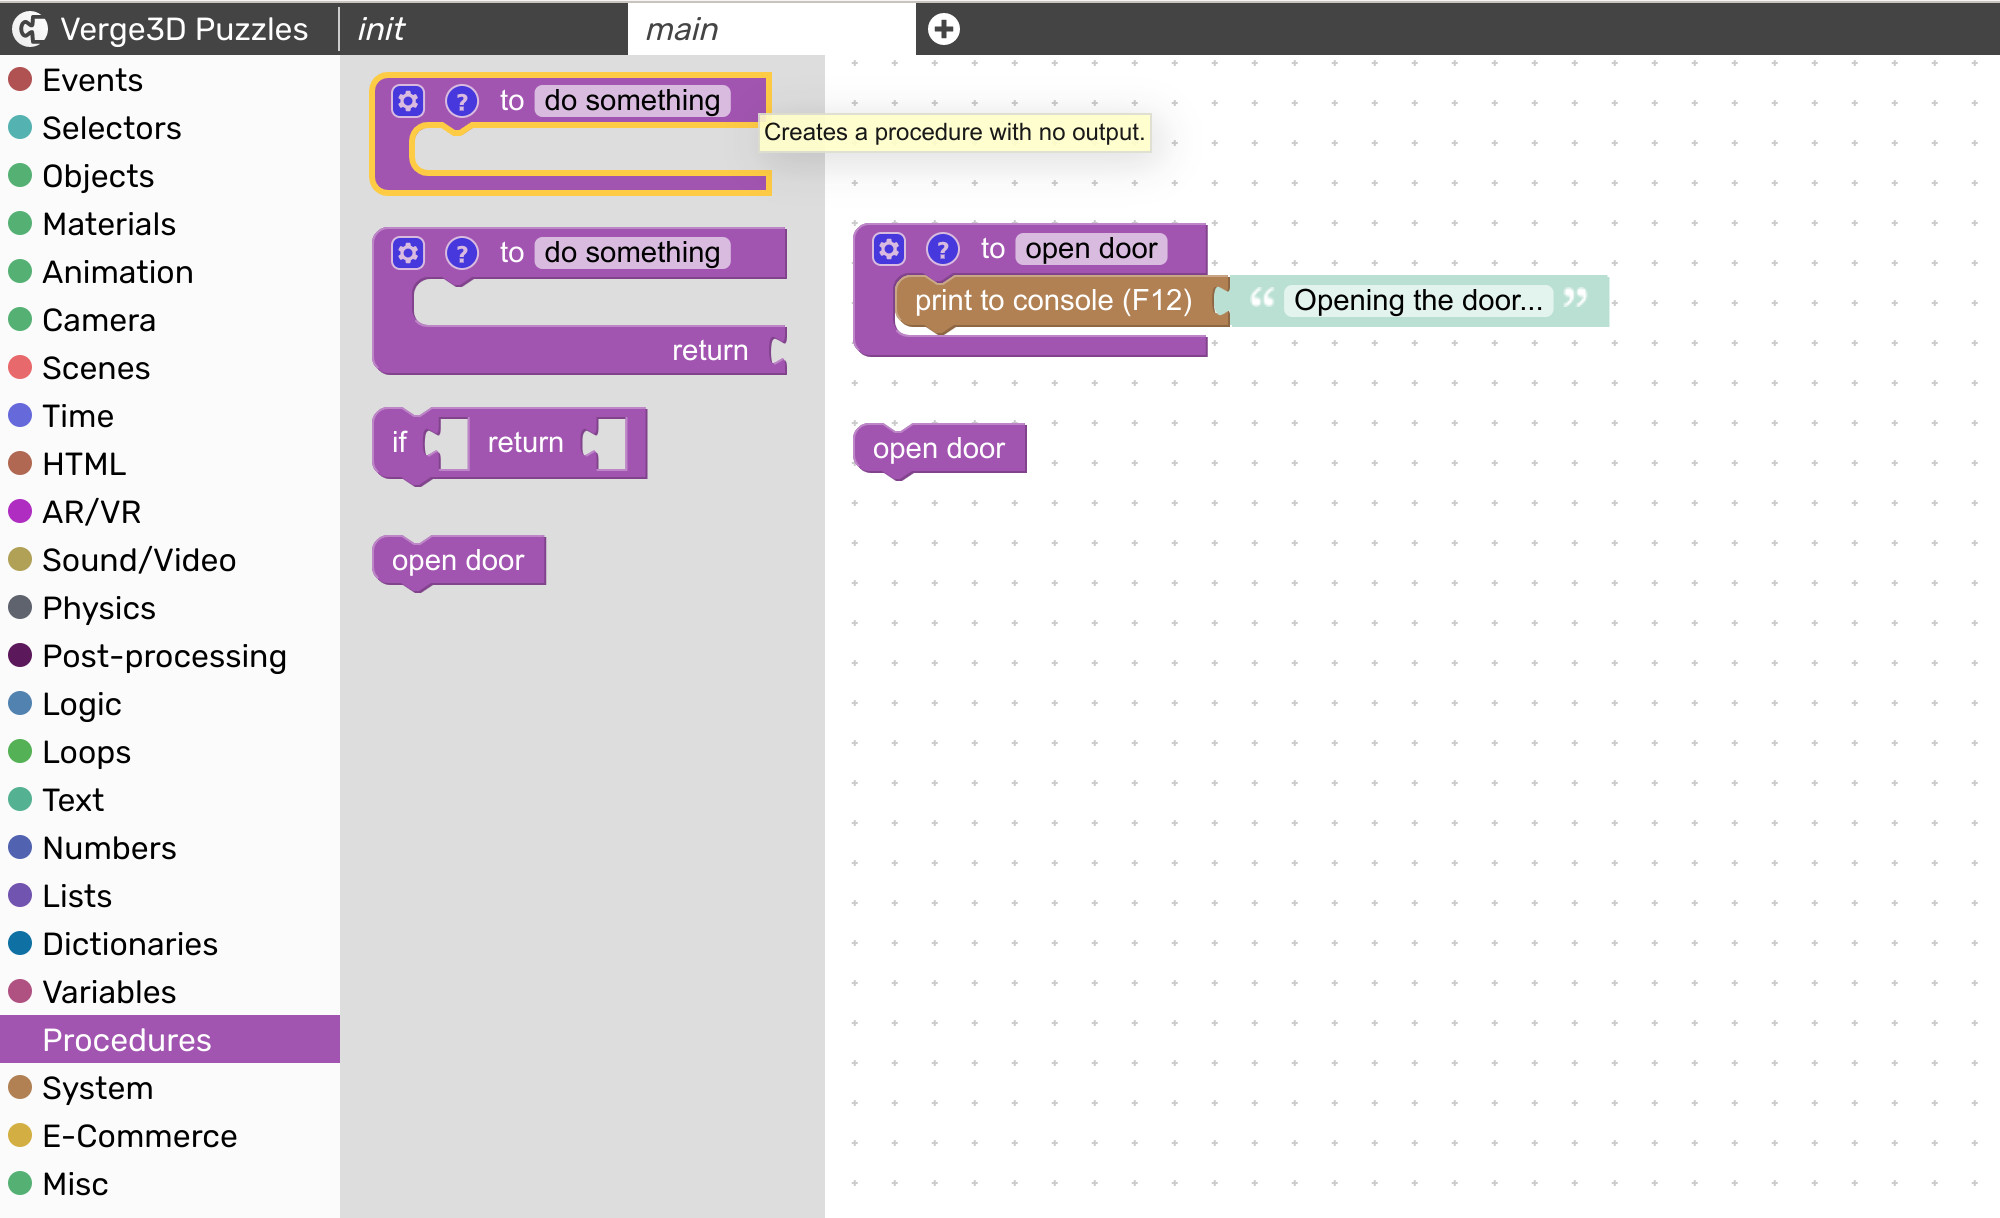 Verge3D Puzzles
init
main
Events
Selectors
Objects
Materials
Animation
Camera
Scenes
Time
HTML
AR/VR
Sound/Video
Physics
Post-processing
Logic
Loops
Text
Numbers
Lists
Dictionaries
Variables
Procedures
System
E-Commerce
Misc
? to do something
Creates a procedure with no output.
? to do something
return
if return
open door
? to open door
print to console (F12) “ Opening the door... ”
open door